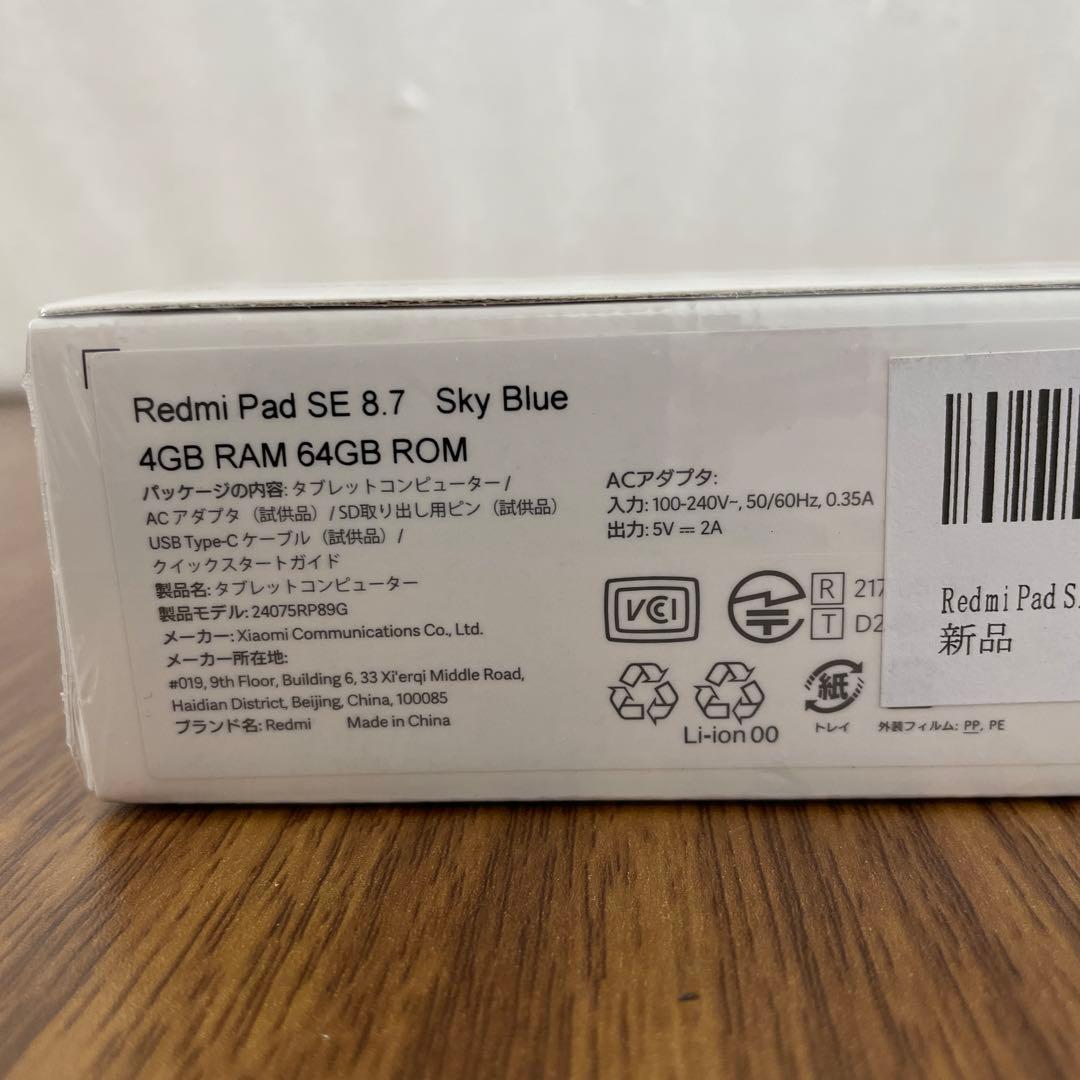 Redmi Pad SE 8.7 Sky Blue
4GB RAM 64GB ROM
パッケージの内容: タブレットコンピューター /
ACアダプタ（試供品）/ SD取り出し用ピン（試供品）
USB Type-C ケーブル（試供品）/
クイックスタートガイド
製品名: タブレットコンピューター
製品モデル: 24075RP89G
メーカー: Xiaomi Communications Co., Ltd.
メーカー所在地:
#019, 9th Floor, Building 6, 33 Xi'erqi Middle Road,
Haidian District, Beijing, China, 100085
ブランド名: Redmi Made in China
ACアダプタ:
入力: 100-240V~, 50/60Hz, 0.35A
出力: 5V ⎓ 2A
VCCI
R 217
T D2
Li-ion 00
紙
トレイ
外装フィルム: PP, PE
Redmi Pad S
新品